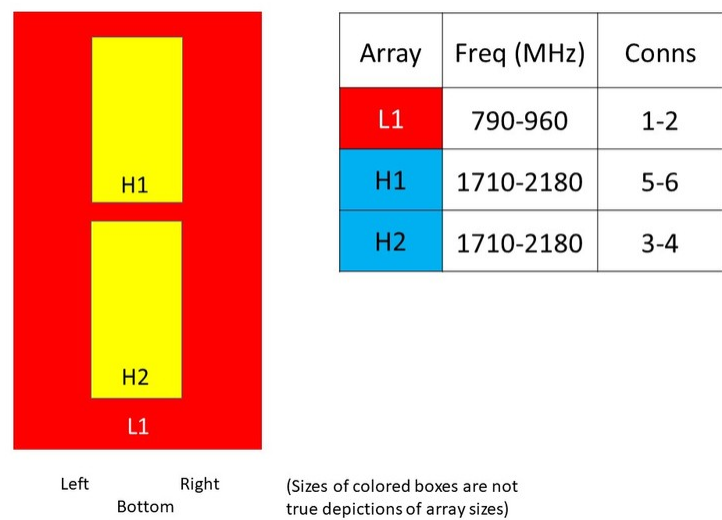 H1
H2
L1
Left Right
Bottom
Array Freq (MHz) Conns
L1 790-960 1-2
H1 1710-2180 5-6
H2 1710-2180 3-4
(Sizes of colored boxes are not
true depictions of array sizes)